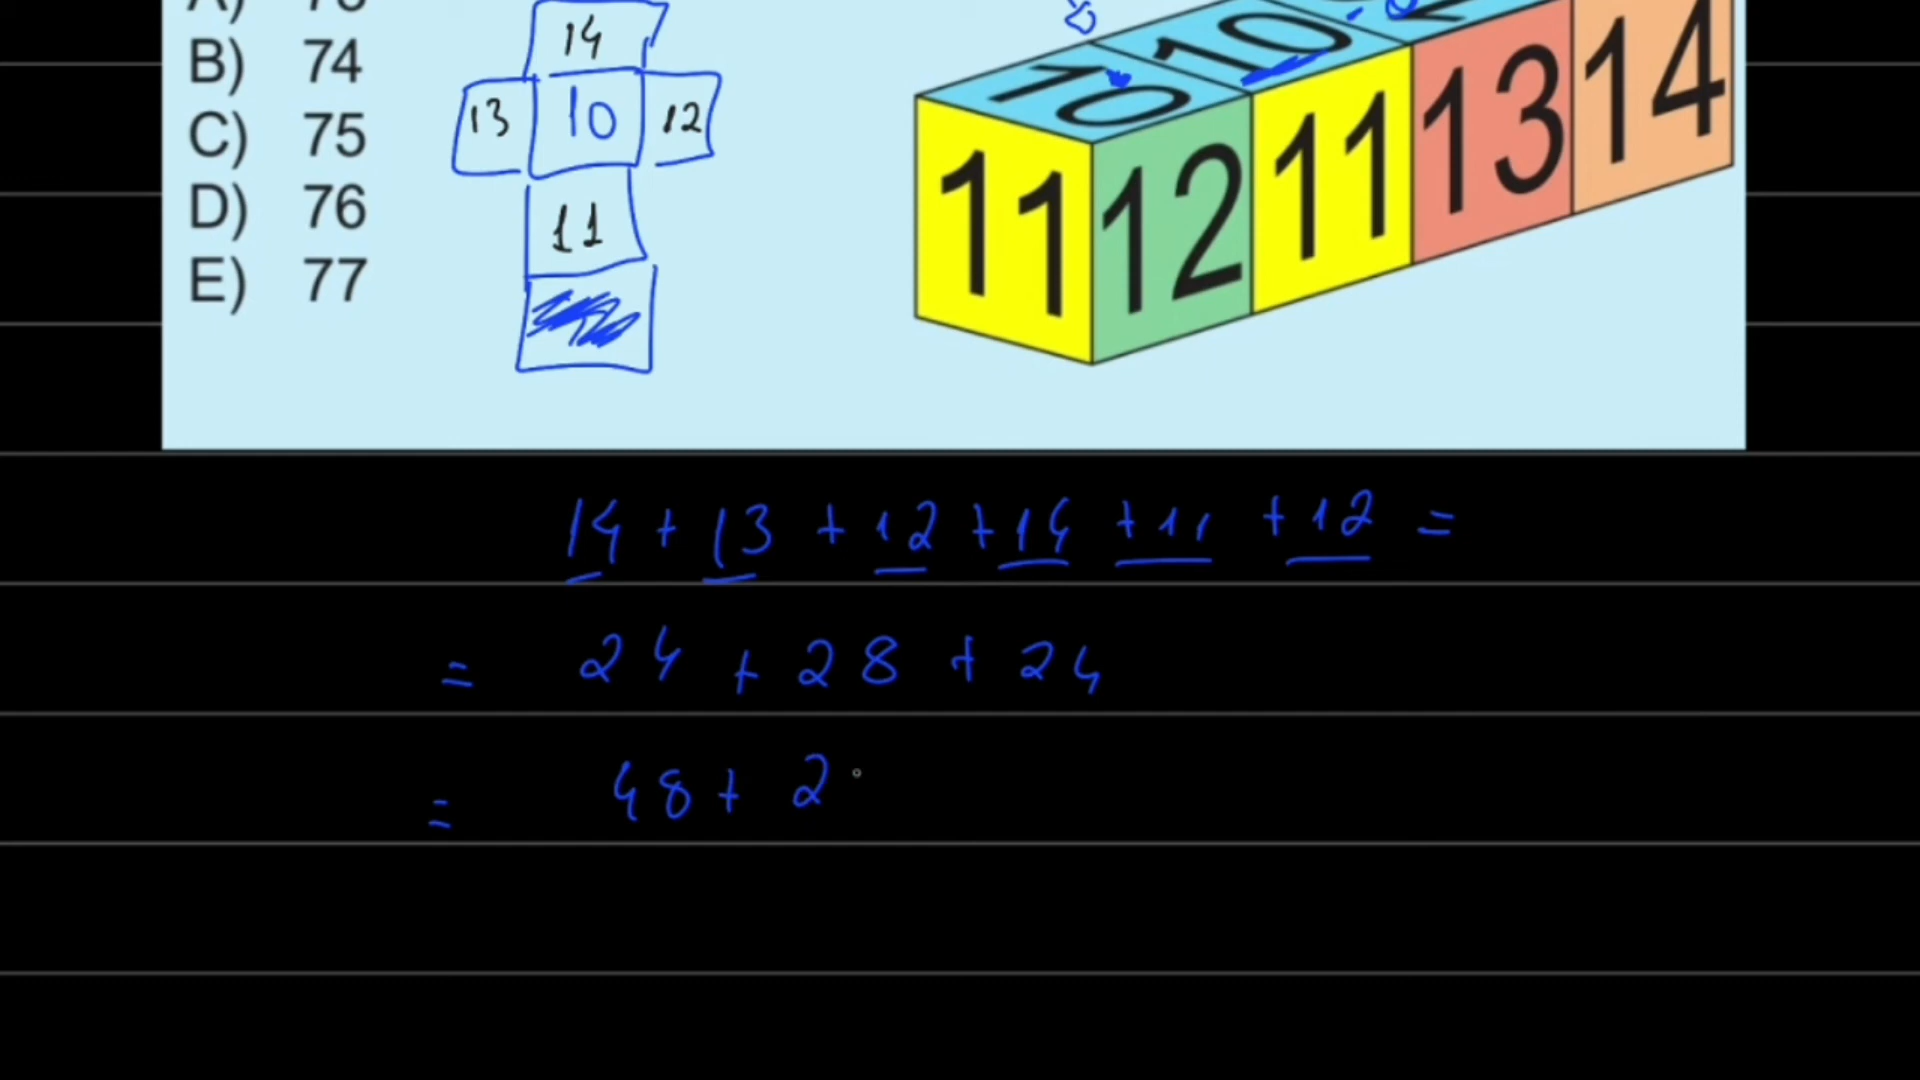 B) 74
C) 75
D) 76
E) 77
14
13 10 12
11
10 10
11 12 11 13 14
14 + 13 + 12 + 14 + 11 + 12 =
= 24 + 28 + 24
= 48 + 2